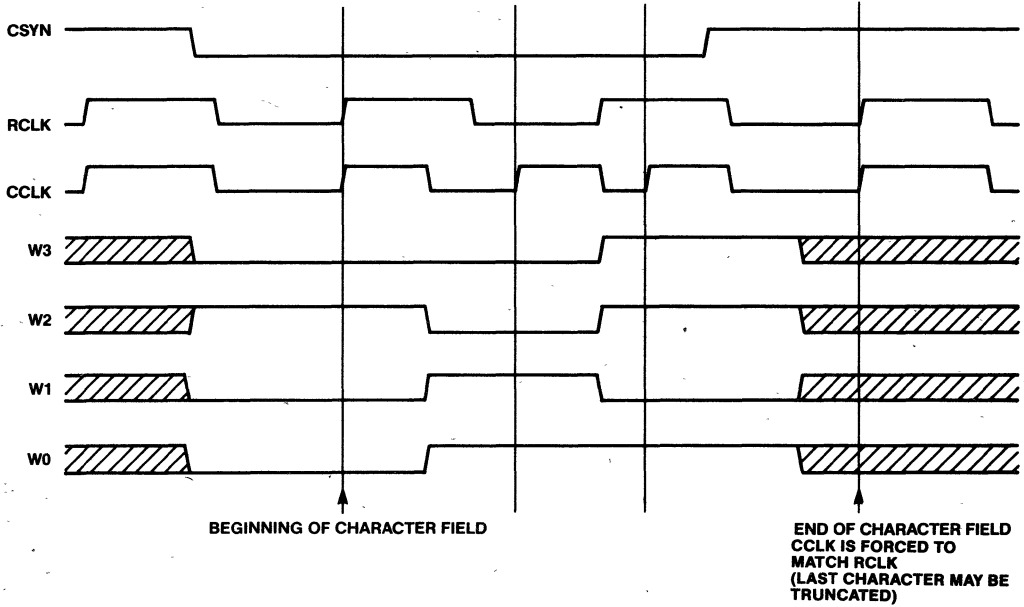 CSYN
RCLK
CCLK
W3
W2
W1
W0
BEGINNING OF CHARACTER FIELD
END OF CHARACTER FIELD
CCLK IS FORCED TO
MATCH RCLK
(LAST CHARACTER MAY BE
TRUNCATED)